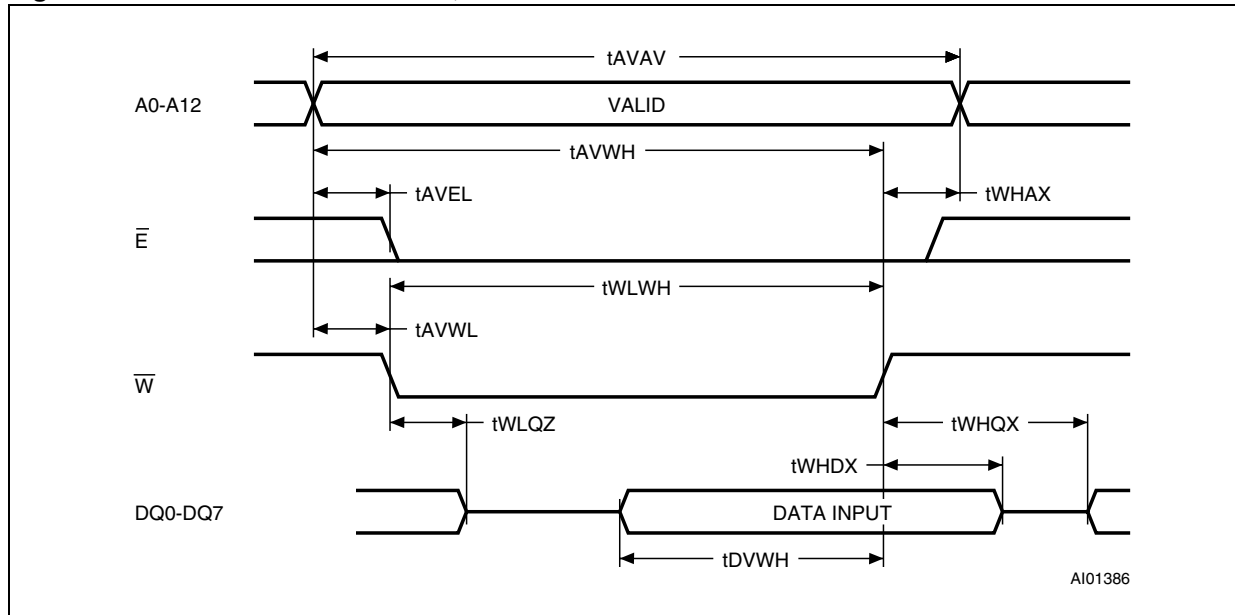 tAVAV
A0-A12
VALID
tAVWH
tAVEL
tWHAX
E̅
tWLWH
tAVWL
W̅
tWLQZ
tWHQX
tWHDX
DQ0-DQ7
DATA INPUT
tDVWH
AI01386